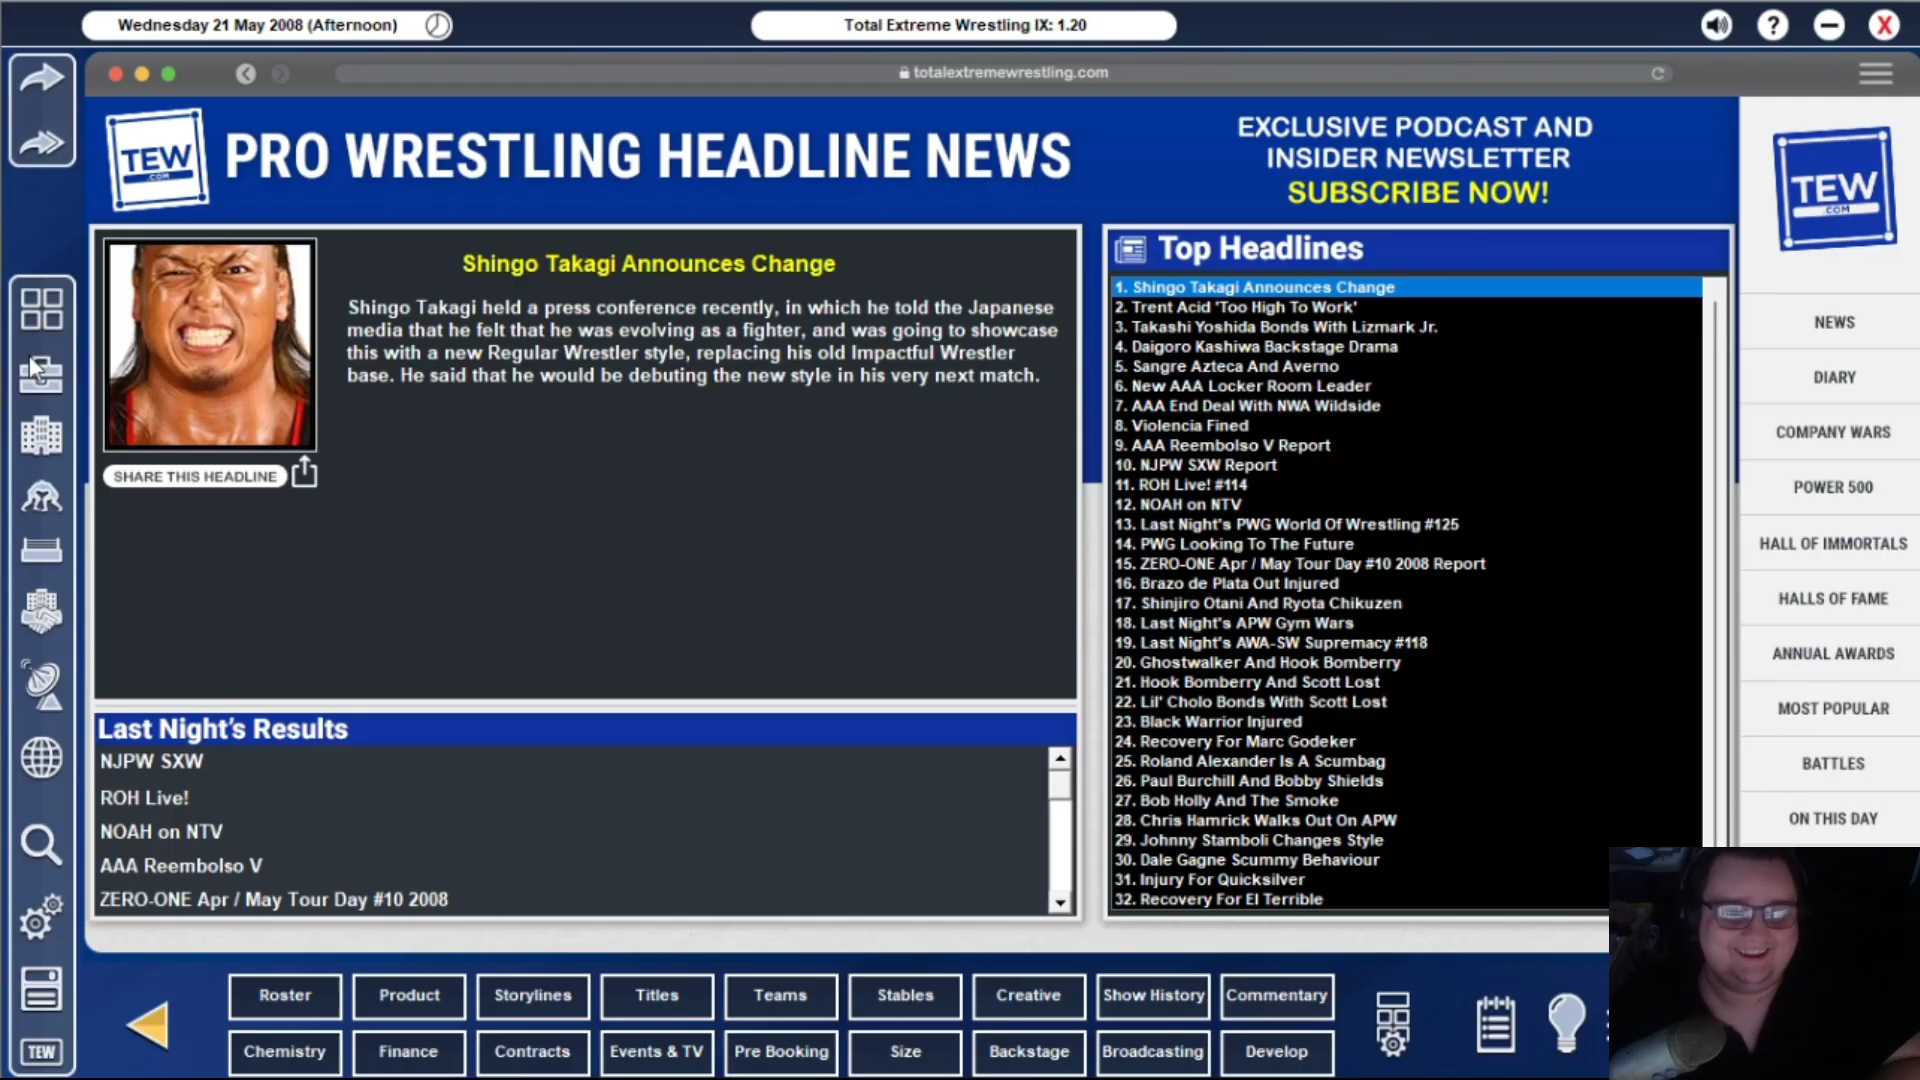 Wednesday 21 May 2008 (Afternoon)
Total Extreme Wrestling IX: 1.20
? X
totalextremewrestling.com
TEW
.COM
PRO WRESTLING HEADLINE NEWS
EXCLUSIVE PODCAST AND
INSIDER NEWSLETTER
SUBSCRIBE NOW!
TEW
.COM
Shingo Takagi Announces Change
Shingo Takagi held a press conference recently, in which he told the Japanese
media that he felt that he was evolving as a fighter, and was going to showcase
this with a new Regular Wrestler style, replacing his old Impactful Wrestler
base. He said that he would be debuting the new style in his very next match.
SHARE THIS HEADLINE
Last Night's Results
NJPW SXW
ROH Live!
NOAH on NTV
AAA Reembolso V
ZERO-ONE Apr / May Tour Day #10 2008
Top Headlines
1. Shingo Takagi Announces Change
2. Trent Acid 'Too High To Work'
3. Takashi Yoshida Bonds With Lizmark Jr.
4. Daigoro Kashiwa Backstage Drama
5. Sangre Azteca And Averno
6. New AAA Locker Room Leader
7. AAA End Deal With NWA Wildside
8. Violencia Fined
9. AAA Reembolso V Report
10. NJPW SXW Report
11. ROH Live! #114
12. NOAH on NTV
13. Last Night's PWG World Of Wrestling #125
14. PWG Looking To The Future
15. ZERO-ONE Apr / May Tour Day #10 2008 Report
16. Brazo de Plata Out Injured
17. Shinjiro Otani And Ryota Chikuzen
18. Last Night's APW Gym Wars
19. Last Night's AWA-SW Supremacy #118
20. Ghostwalker And Hook Bomberry
21. Hook Bomberry And Scott Lost
22. Lil' Cholo Bonds With Scott Lost
23. Black Warrior Injured
24. Recovery For Marc Godeker
25. Roland Alexander Is A Scumbag
26. Paul Burchill And Bobby Shields
27. Bob Holly And The Smoke
28. Chris Hamrick Walks Out On APW
29. Johnny Stamboli Changes Style
30. Dale Gagne Scummy Behaviour
31. Injury For Quicksilver
32. Recovery For El Terrible
NEWS
DIARY
COMPANY WARS
POWER 500
HALL OF IMMORTALS
HALLS OF FAME
ANNUAL AWARDS
MOST POPULAR
BATTLES
ON THIS DAY
Roster Product Storylines Titles Teams Stables Creative Show History Commentary
Chemistry Finance Contracts Events & TV Pre Booking Size Backstage Broadcasting Develop
TEW